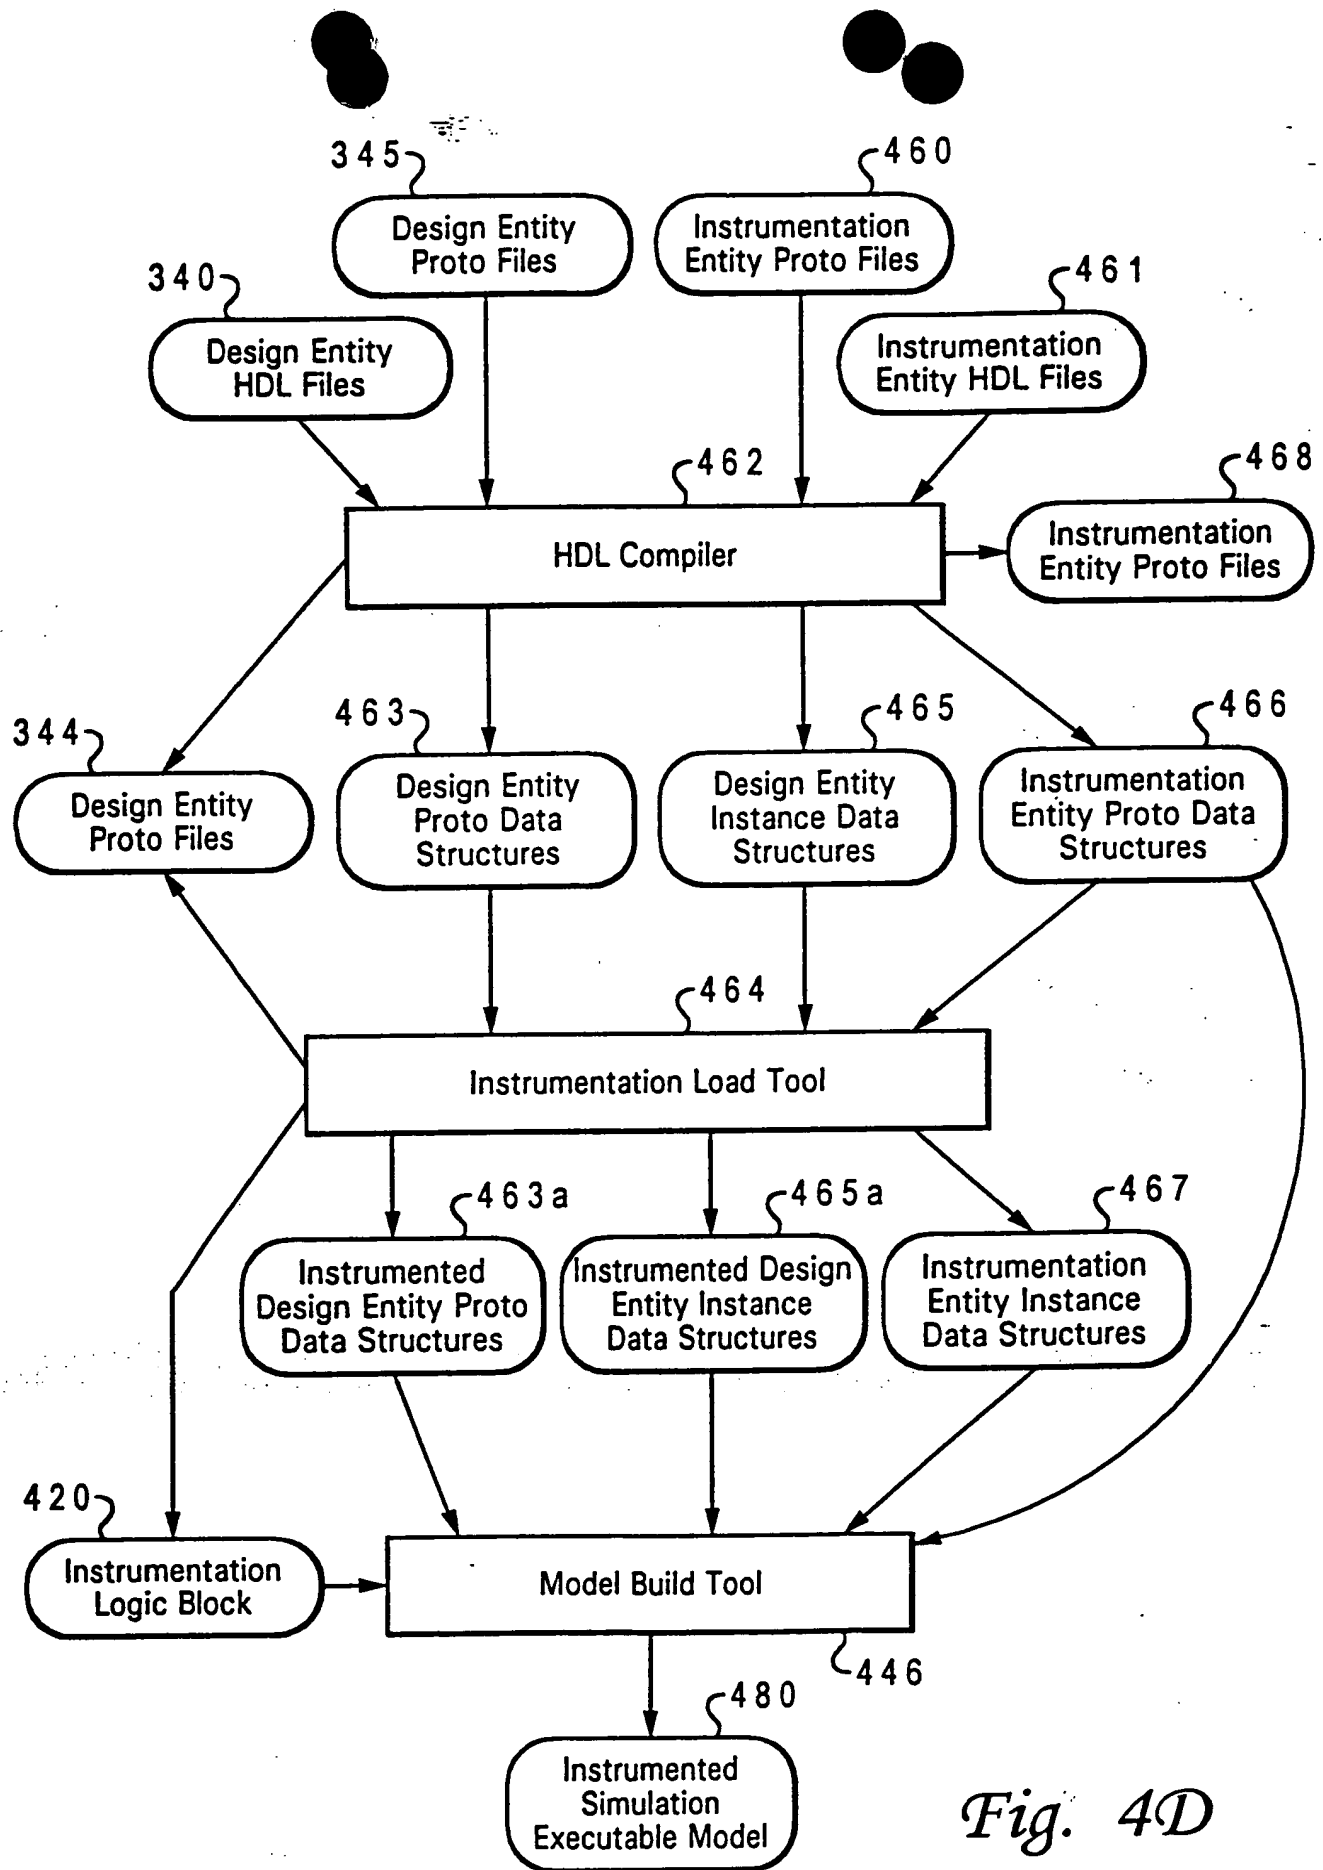 345
460
Design Entity
Proto Files
Instrumentation
Entity Proto Files
340
461
Design Entity
HDL Files
Instrumentation
Entity HDL Files
462
468
HDL Compiler
Instrumentation
Entity Proto Files
463
465
466
344
Design Entity
Proto Files
Design Entity
Proto Data
Structures
Design Entity
Instance Data
Structures
Instrumentation
Entity Proto Data
Structures
464
Instrumentation Load Tool
463a
465a
467
Instrumented
Design Entity Proto
Data Structures
Instrumented Design
Entity Instance
Data Structures
Instrumentation
Entity Instance
Data Structures
420
Instrumentation
Logic Block
Model Build Tool
446
480
Instrumented
Simulation
Executable Model
Fig. 4D